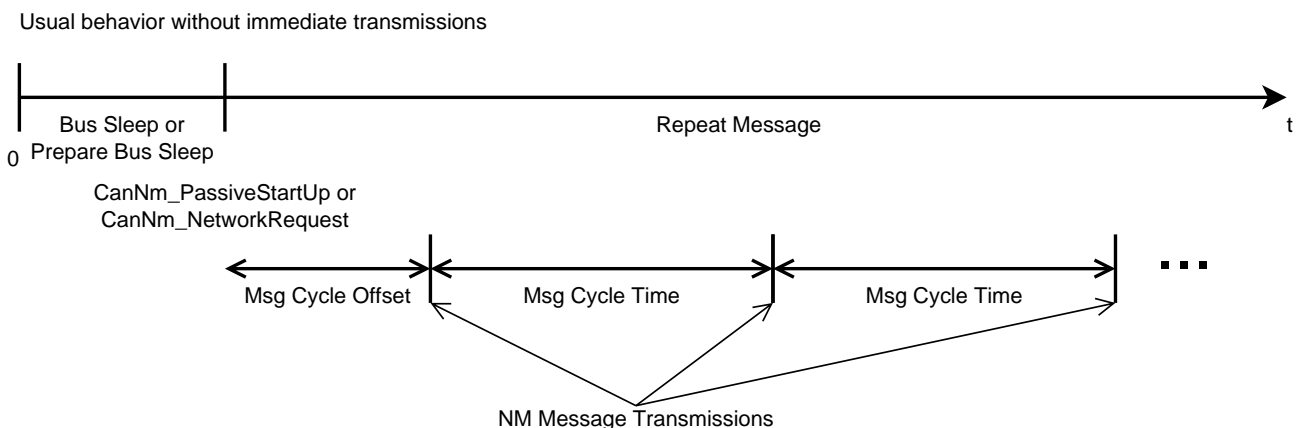 Usual behavior without immediate transmissions
Bus Sleep or
Prepare Bus Sleep
Repeat Message
t
0
CanNm_PassiveStartUp or
CanNm_NetworkRequest
Msg Cycle Offset
Msg Cycle Time
Msg Cycle Time
NM Message Transmissions